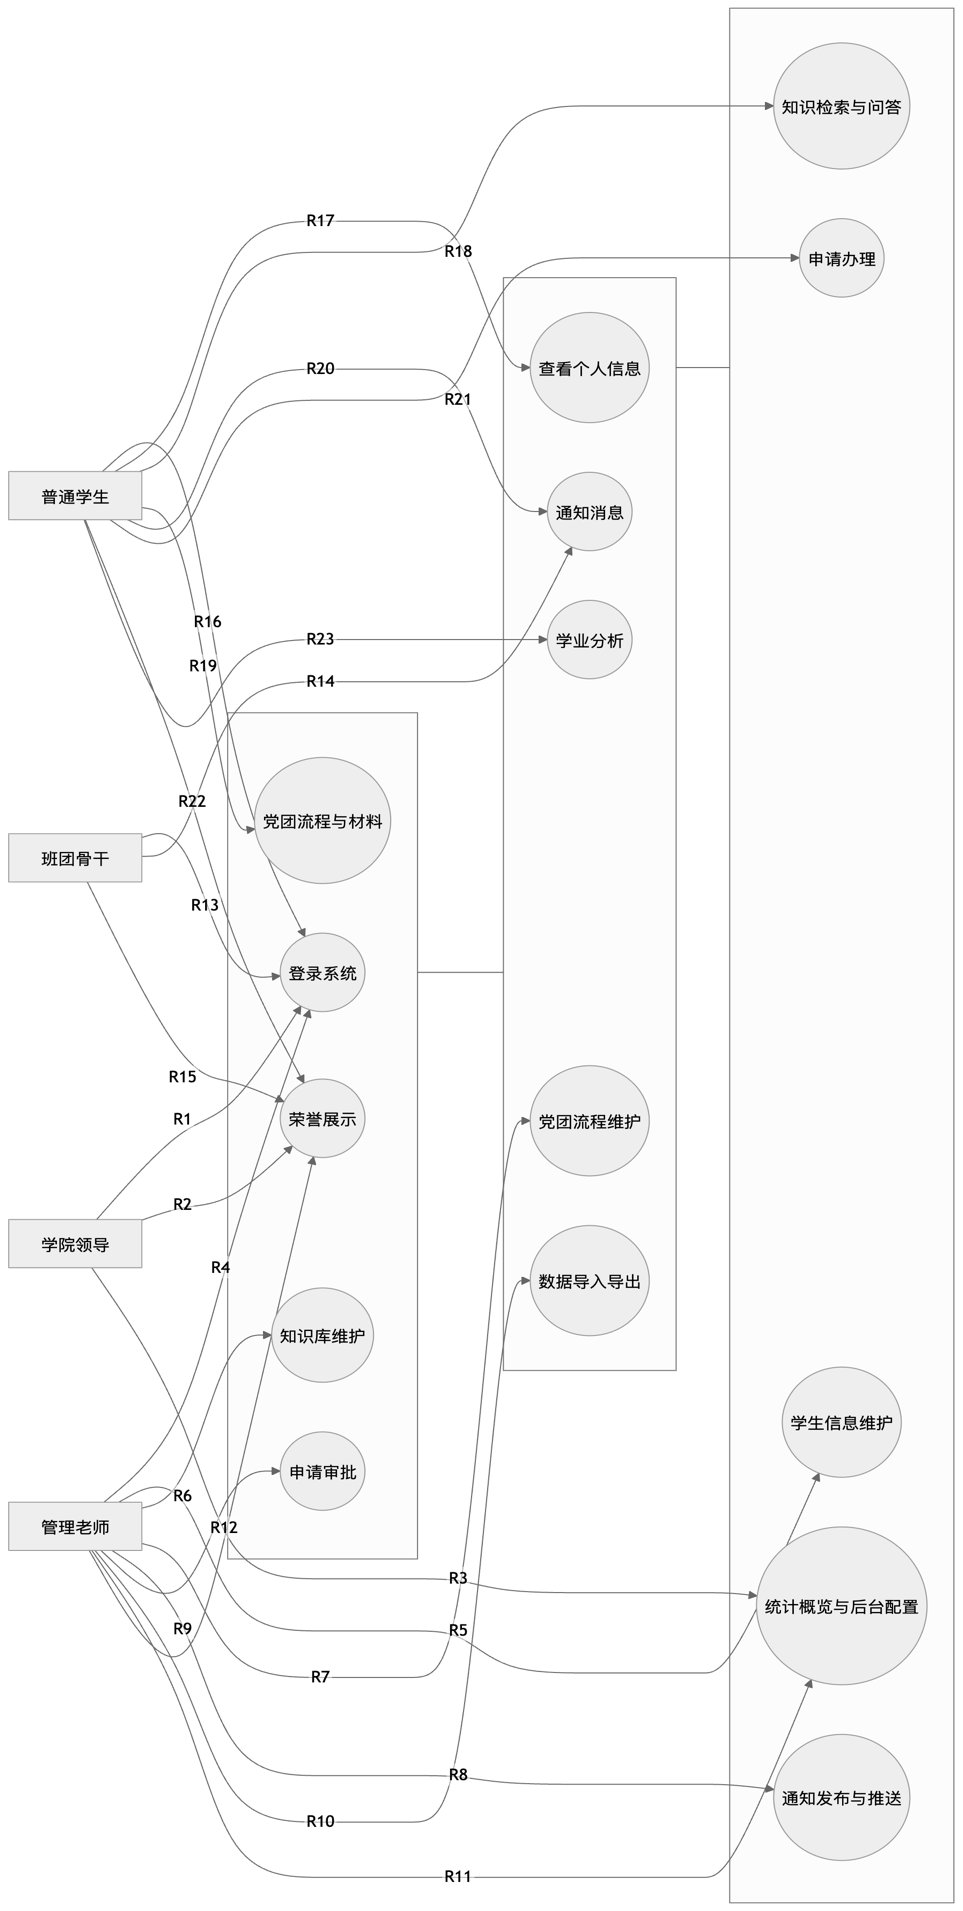 知识检索与问答
R17
R18
申请办理
查看个人信息
R20
R21
普通学生
通知消息
R16
R23
学业分析
R19
R14
R22
党团流程与材料
班团骨干
R13
登录系统
R15
R1
荣誉展示
党团流程维护
R2
学院领导
R4
数据导入导出
知识库维护
学生信息维护
申请审批
R6
管理老师
R12
R3
统计概览与后台配置
R9
R5
R7
R8
通知发布与推送
R10
R11